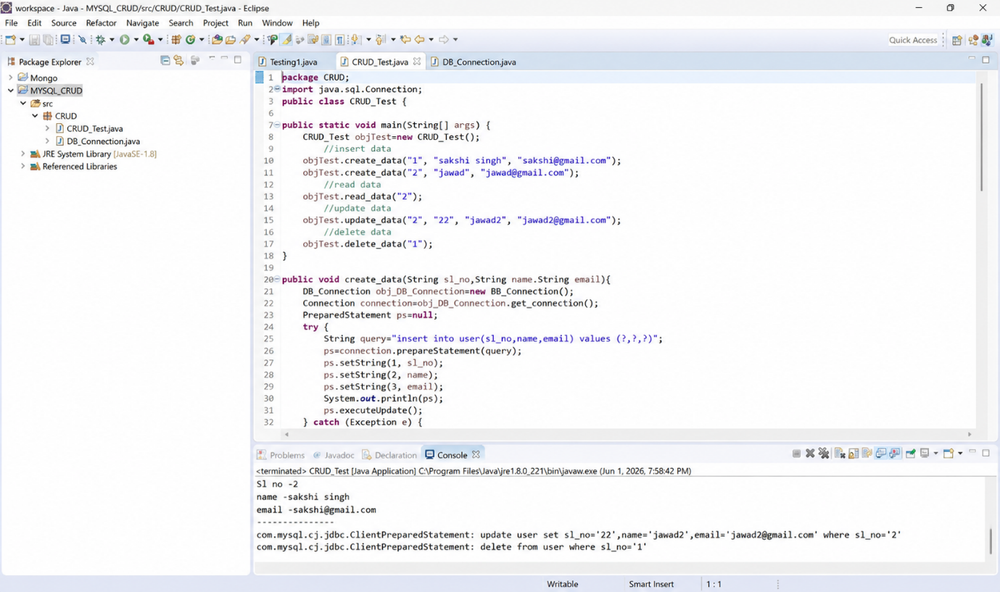 workspace - Java - MYSQL_CRUD/src/CRUD/CRUD_Test.java - Eclipse
File Edit Source Refactor Navigate Search Project Run Window Help
Quick Access
Package Explorer
Mongo
MYSQL_CRUD
src
CRUD
CRUD_Test.java
DB_Connection.java
JRE System Library [JavaSE-1.8]
Referenced Libraries
Testing1.java CRUD_Test.java DB_Connection.java
1 package CRUD;
2 import java.sql.Connection;
3 public class CRUD_Test {
6
7 public static void main(String[] args) {
8 CRUD_Test objTest=new CRUD_Test();
9 //insert data
10 objTest.create_data("1", "sakshi singh", "sakshi@gmail.com");
11 objTest.create_data("2", "jawad", "jawad@gmail.com");
12 //read data
13 objTest.read_data("2");
14 //update data
15 objTest.update_data("2", "22", "jawad2", "jawad2@gmail.com");
16 //delete data
17 objTest.delete_data("1");
18 }
19
20 public void create_data(String sl_no,String name.String email){
21 DB_Connection obj_DB_Connection=new BB_Connection();
22 Connection connection=obj_DB_Connection.get_connection();
23 PreparedStatement ps=null;
24 try {
25 String query="insert into user(sl_no,name,email) values (?,?,?)";
26 ps=connection.prepareStatement(query);
27 ps.setString(1, sl_no);
28 ps.setString(2, name);
29 ps.setString(3, email);
30 System.out.println(ps);
31 ps.executeUpdate();
32 } catch (Exception e) {
Problems Javadoc Declaration Console
<terminated> CRUD_Test [Java Application] C:\Program Files\Java\jre1.8.0_221\bin\javaw.exe (Jun 1, 2026, 7:58:42 PM)
Sl no -2
name -sakshi singh
email -sakshi@gmail.com
---------------
com.mysql.cj.jdbc.ClientPreparedStatement: update user set sl_no='22',name='jawad2',email='jawad2@gmail.com' where sl_no='2'
com.mysql.cj.jdbc.ClientPreparedStatement: delete from user where sl_no='1'
Writable Smart Insert 1 : 1